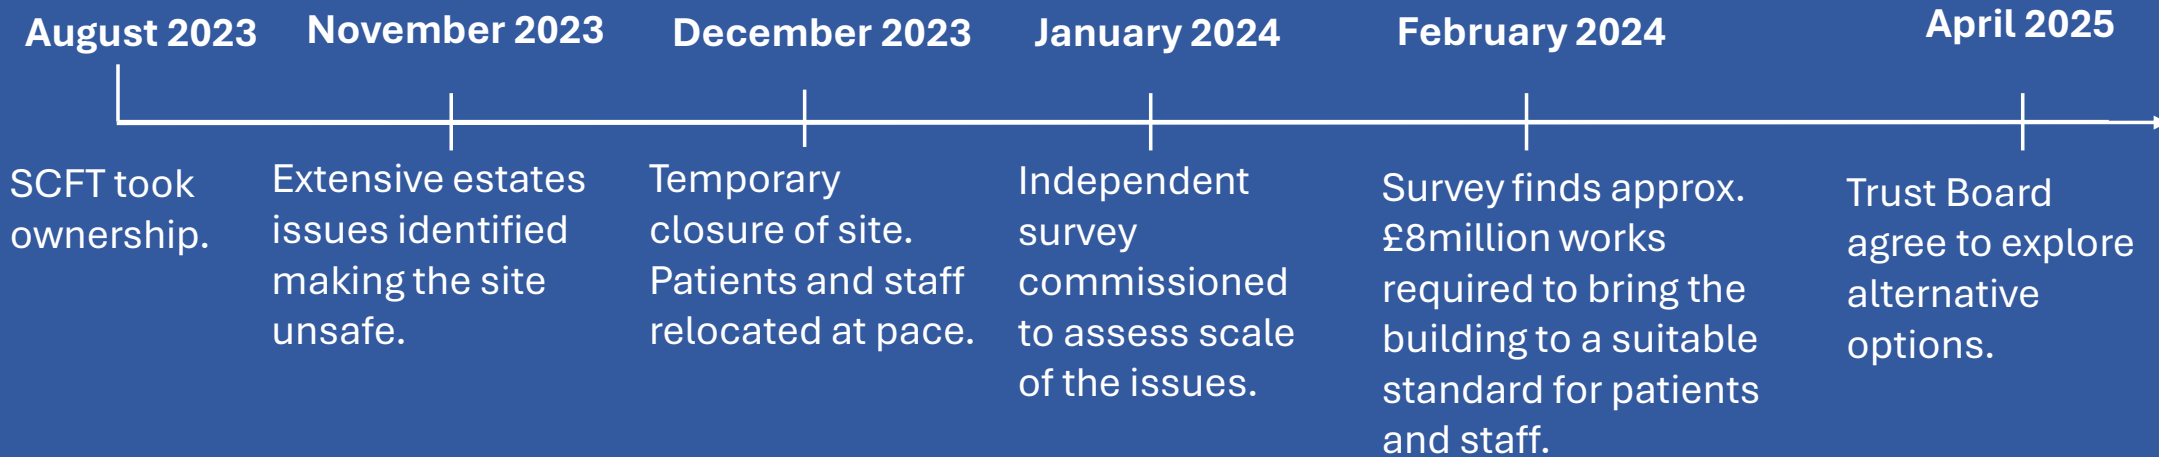 August 2023
SCFT took
ownership.
November 2023
Extensive estates
issues identified
making the site
unsafe.
December 2023
Temporary
closure of site.
Patients and staff
relocated at pace.
January 2024
Independent
survey
commissioned
to assess scale
of the issues.
February 2024
Survey finds approx.
£8million works
required to bring the
building to a suitable
standard for patients
and staff.
April 2025
Trust Board
agree to explore
alternative
options.